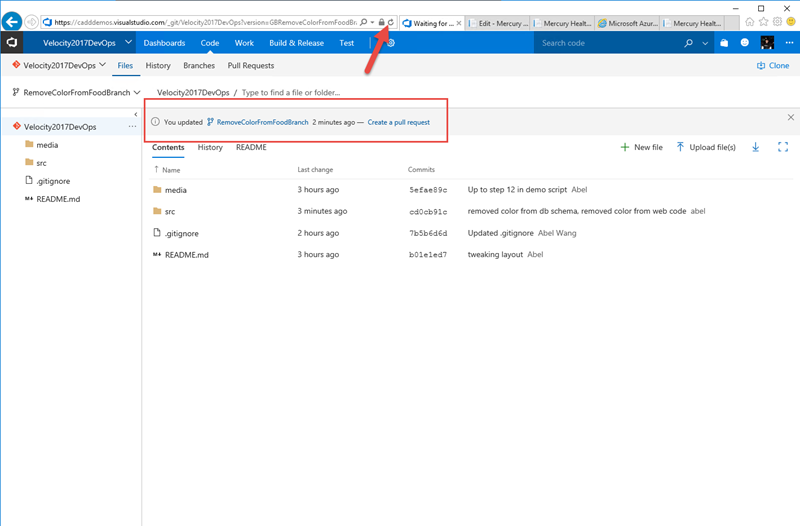 https://cadddemos.visualstudio.com/_git/Velocity2017DevOps?version=GBRemoveColorFromFoodBra
Waiting for ...
Edit - Mercury ...
Mercury Healt...
Microsoft Azur...
Mercury Healt...
Velocity2017DevOps
Dashboards
Code
Work
Build & Release
Test
Search code
Velocity2017DevOps
Files
History
Branches
Pull Requests
Clone
RemoveColorFromFoodBranch
Velocity2017DevOps / Type to find a file or folder...
Velocity2017DevOps ...
media
src
.gitignore
M↓ README.md
You updated RemoveColorFromFoodBranch 2 minutes ago — Create a pull request
Contents
History
README
New file
Upload file(s)
Name Last change Commits
media 3 hours ago 5efae89c Up to step 12 in demo script Abel
src 3 minutes ago cd0cb91c removed color from db schema, removed color from web code abel
.gitignore 2 hours ago 7b5b6d6d Updated .gitignore Abel Wang
M↓ README.md 3 hours ago b01e1ed7 tweaking layout Abel